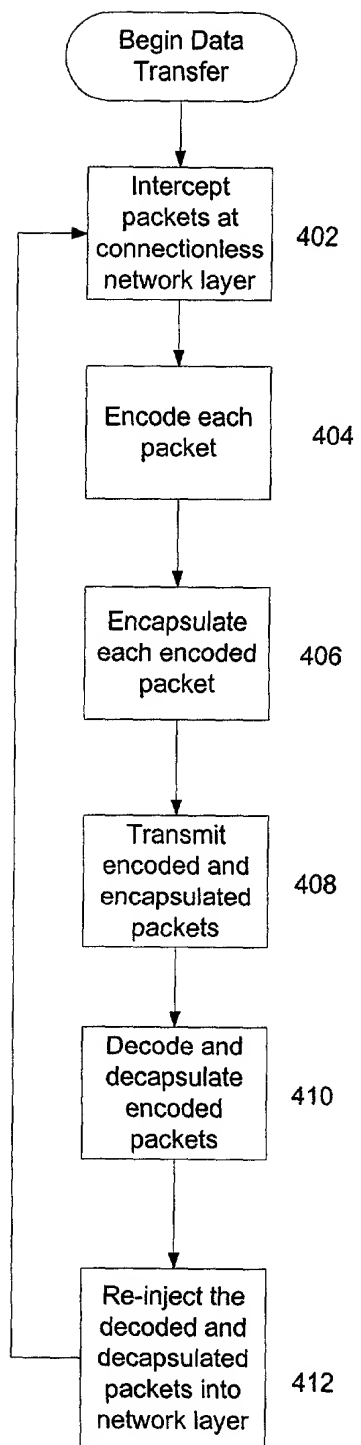 Begin Data
Transfer
Intercept
packets at
connectionless
network layer
402
Encode each
packet
404
Encapsulate
each encoded
packet
406
Transmit
encoded and
encapsulated
packets
408
Decode and
decapsulate
encoded
packets
410
Re-inject the
decoded and
decapsulated
packets into
network layer
412